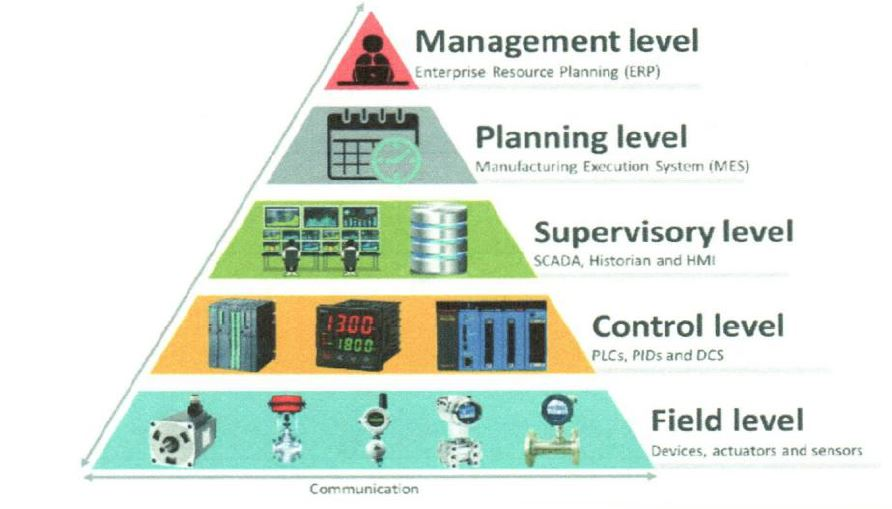 Management level
Enterprise Resource Planning (ERP)
Planning level
Manufacturing Execution System (MES)
Supervisory level
SCADA, Historian and HMI
1300
1800
Control level
PLCs, PIDs and DCS
Field level
Devices, actuators and sensors
Communication